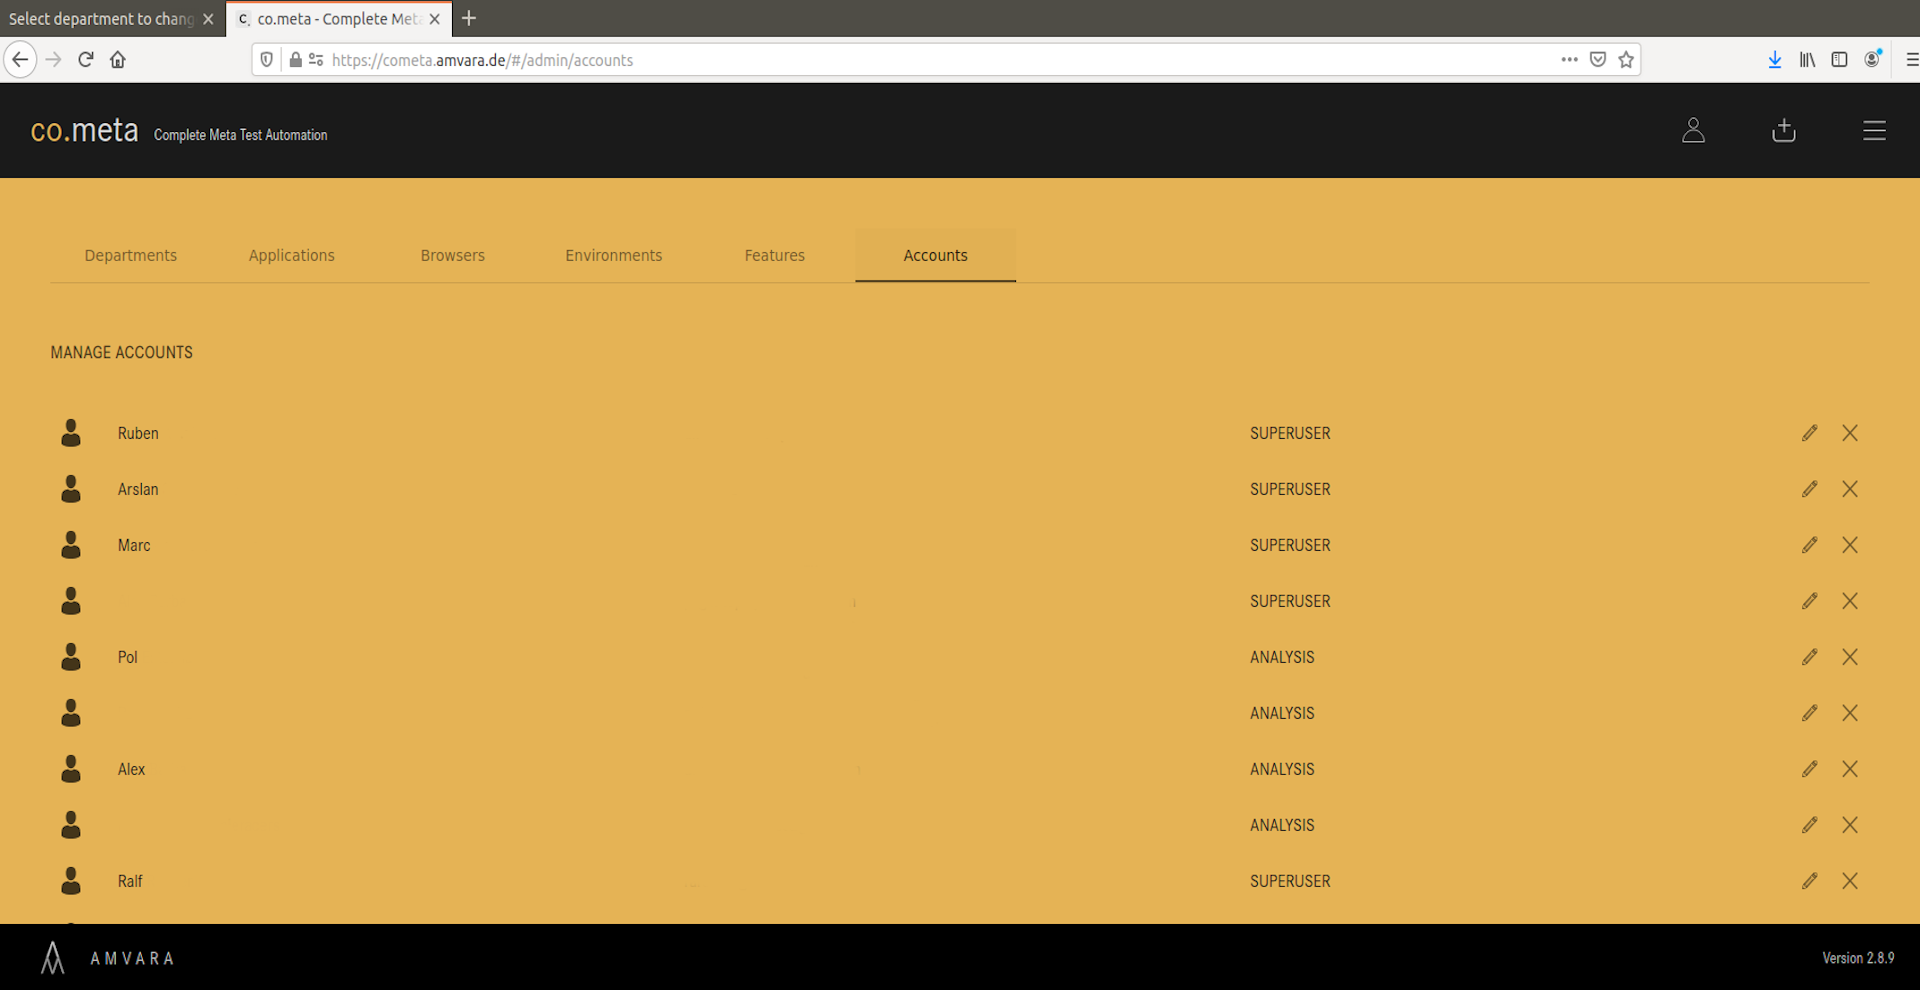 Select department to chang
co.meta - Complete Meta
https://cometa.amvara.de/#/admin/accounts
co.meta Complete Meta Test Automation
Departments Applications Browsers Environments Features Accounts
MANAGE ACCOUNTS
Ruben SUPERUSER
Arslan SUPERUSER
Marc SUPERUSER
SUPERUSER
Pol ANALYSIS
ANALYSIS
Alex ANALYSIS
ANALYSIS
Ralf SUPERUSER
AMVARA Version 2.8.9